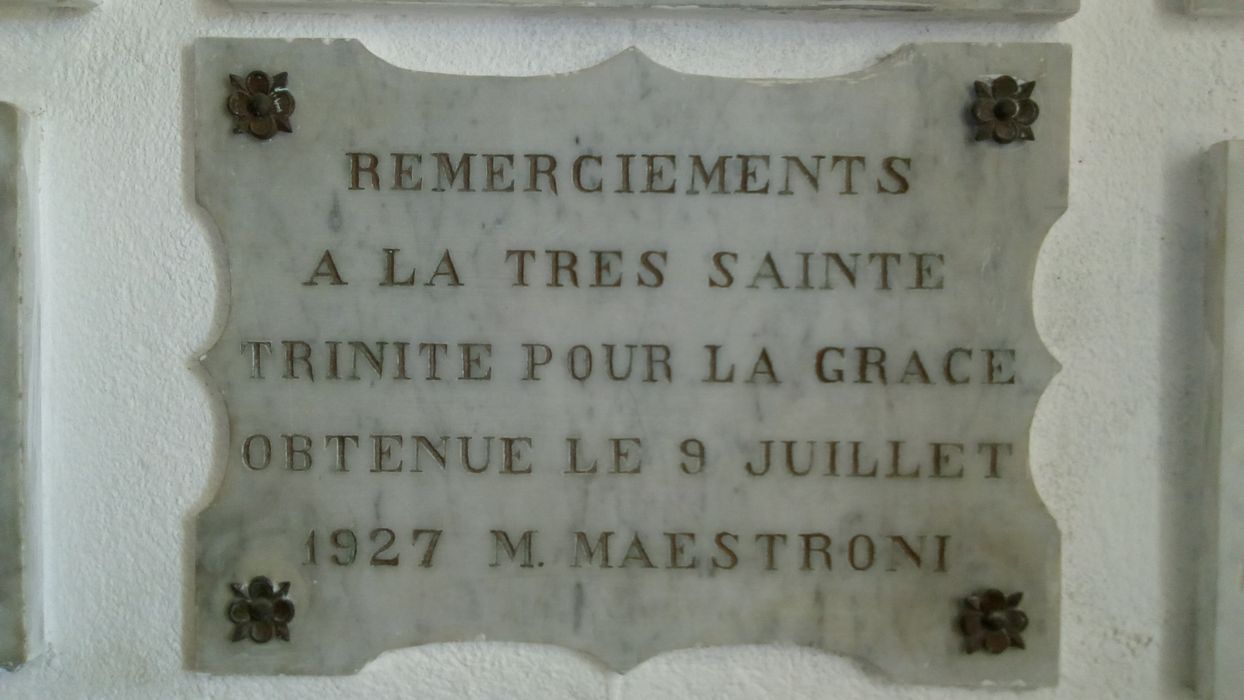 REMERCIEMENTS
A LA TRES SAINTE
TRINITE POUR LA GRACE
OBTENUE LE 9 JUILLET
1927 M. MAESTRONI